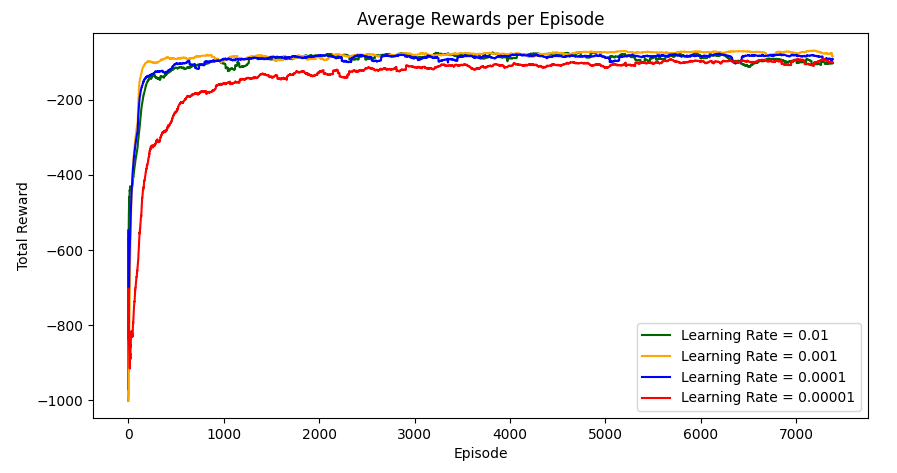 Average Rewards per Episode
Total Reward
−200
−400
−600
−800
−1000
0 1000 2000 3000 4000 5000 6000 7000
Episode
Learning Rate = 0.01
Learning Rate = 0.001
Learning Rate = 0.0001
Learning Rate = 0.00001